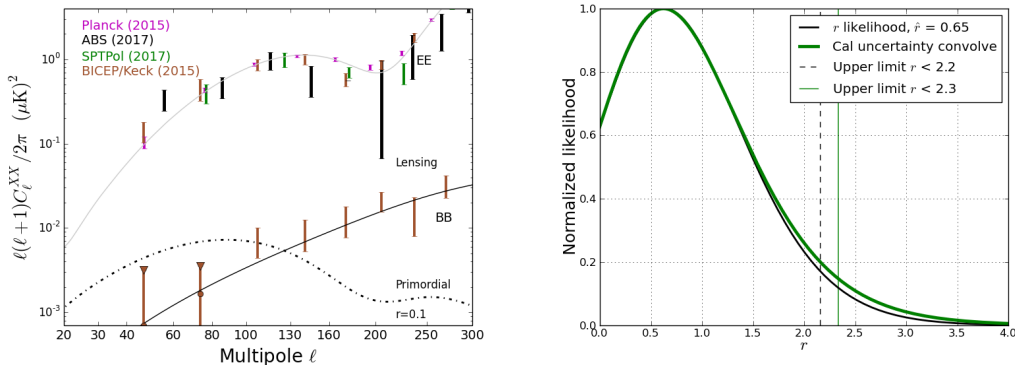 Planck (2015)
ABS (2017)
SPTPol (2017)
BICEP/Keck (2015)
EE
Lensing
BB
Primordial
r=0.1
10^0
10^-1
10^-2
10^-3
ℓ(ℓ+1)C_ℓ^XX/2π (μK)^2
20 30 40 50 80 100 130 200 250 300
Multipole ℓ
r likelihood, r̂ = 0.65
Cal uncertainty convolve
Upper limit r < 2.2
Upper limit r < 2.3
1.0
0.8
0.6
0.4
0.2
0.0
Normalized likelihood
0.0 0.5 1.0 1.5 2.0 2.5 3.0 3.5 4.0
r